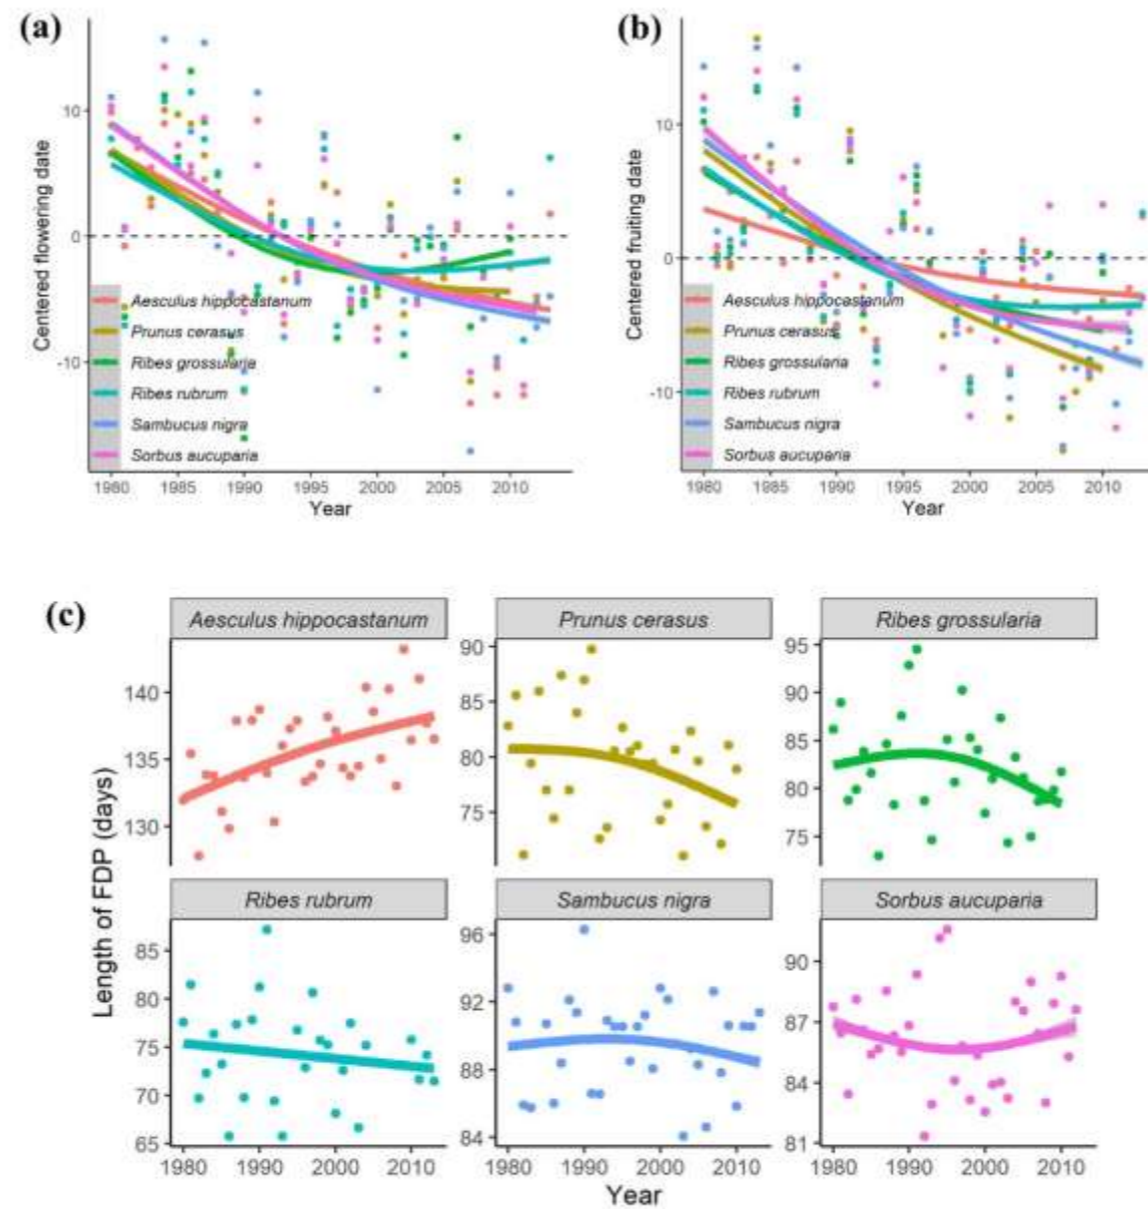 (a)
Centered flowering date
10
0
-10
Aesculus hippocastanum
Prunus cerasus
Ribes grossularia
Ribes rubrum
Sambucus nigra
Sorbus aucuparia
1980 1985 1990 1995 2000 2005 2010
Year
(b)
Centered fruiting date
10
0
-10
Aesculus hippocastanum
Prunus cerasus
Ribes grossularia
Ribes rubrum
Sambucus nigra
Sorbus aucuparia
1980 1985 1990 1995 2000 2005 2010
Year
(c)
Length of FDP (days)
Aesculus hippocastanum
140
135
130
Prunus cerasus
90
85
80
75
Ribes grossularia
95
90
85
80
75
Ribes rubrum
85
80
75
70
65
1980 1990 2000 2010
Sambucus nigra
96
92
88
84
1980 1990 2000 2010
Sorbus aucuparia
90
87
84
81
1980 1990 2000 2010
Year